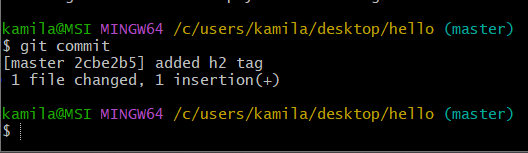 kamila@MSI MINGW64 /c/users/kamila/desktop/hello (master)
$ git commit
[master 2cbe2b5] added h2 tag
 1 file changed, 1 insertion(+)
kamila@MSI MINGW64 /c/users/kamila/desktop/hello (master)
$